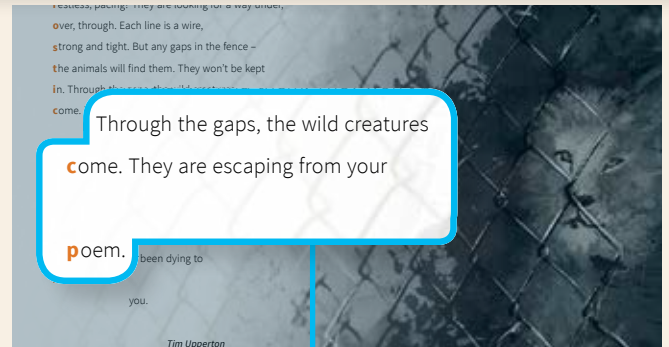 restless, pacing? They are looking for a way under,
over, through. Each line is a wire,
strong and tight. But any gaps in the fence –
the animals will find them. They won't be kept
in. Through
come.
Through the gaps, the wild creatures
come. They are escaping from your
poem.
been dying to
you.
Tim Upperton